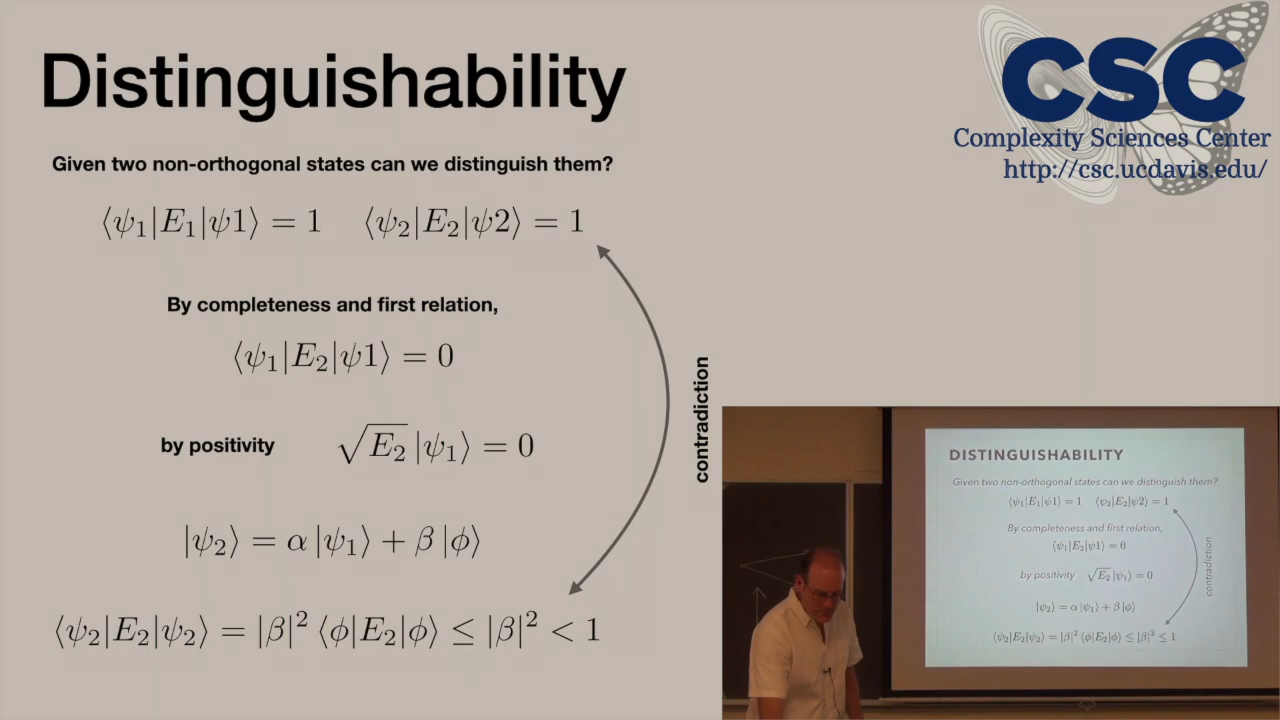 Distinguishability
Given two non-orthogonal states can we distinguish them?
⟨ψ₁|E₁|ψ1⟩ = 1   ⟨ψ₂|E₂|ψ2⟩ = 1
By completeness and first relation,
⟨ψ₁|E₂|ψ1⟩ = 0
by positivity   √E₂ |ψ₁⟩ = 0
|ψ₂⟩ = α |ψ₁⟩ + β |ϕ⟩
⟨ψ₂|E₂|ψ₂⟩ = |β|² ⟨ϕ|E₂|ϕ⟩ ≤ |β|² < 1
contradiction
CSC
Complexity Sciences Center
http://csc.ucdavis.edu/
DISTINGUISHABILITY
Given two non-orthogonal states can we distinguish them?
⟨ψ₁|E₁|ψ1⟩ = 1   ⟨ψ₂|E₂|ψ2⟩ = 1
By completeness and first relation,
⟨ψ₁|E₂|ψ1⟩ = 0
by positivity   √E₂ |ψ₁⟩ = 0
|ψ₂⟩ = α |ψ₁⟩ + β |ϕ⟩
⟨ψ₂|E₂|ψ₂⟩ = |β|² ⟨ϕ|E₂|ϕ⟩ ≤ |β|² ≤ 1
contradiction